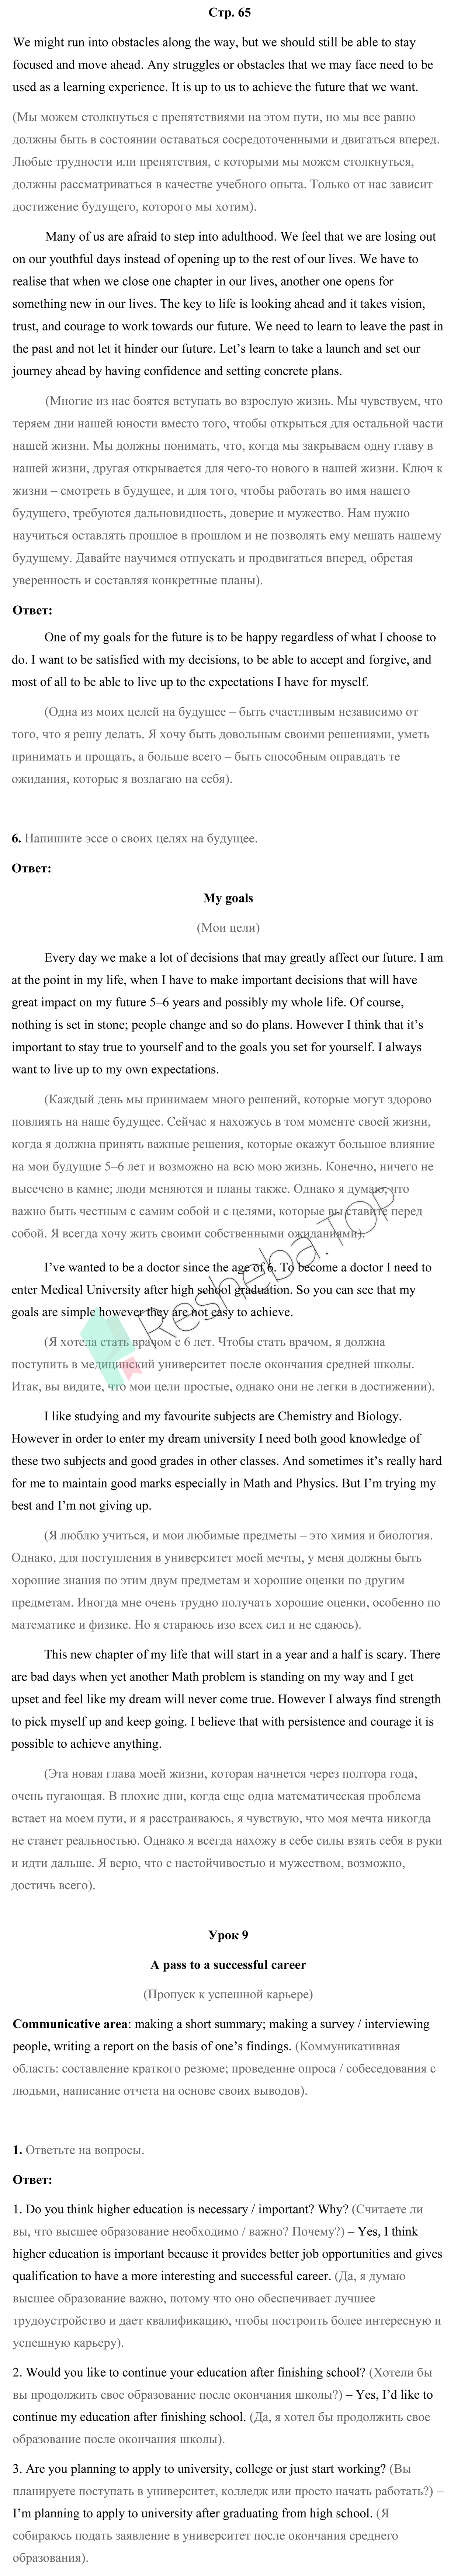 Стр. 65
We might run into obstacles along the way, but we should still be able to stay
focused and move ahead. Any struggles or obstacles that we may face need to be
used as a learning experience. It is up to us to achieve the future that we want.
(Мы можем столкнуться с препятствиями на этом пути, но мы все равно
должны быть в состоянии оставаться сосредоточенными и двигаться вперед.
Любые трудности или препятствия, с которыми мы можем столкнуться,
должны рассматриваться в качестве учебного опыта. Только от нас зависит
достижение будущего, которого мы хотим).
Many of us are afraid to step into adulthood. We feel that we are losing out
on our youthful days instead of opening up to the rest of our lives. We have to
realise that when we close one chapter in our lives, another one opens for
something new in our lives. The key to life is looking ahead and it takes vision,
trust, and courage to work towards our future. We need to learn to leave the past in
the past and not let it hinder our future. Let’s learn to take a launch and set our
journey ahead by having confidence and setting concrete plans.
(Многие из нас боятся вступать во взрослую жизнь. Мы чувствуем, что
теряем дни нашей юности вместо того, чтобы открыться для остальной части
нашей жизни. Мы должны понимать, что, когда мы закрываем одну главу в
нашей жизни, другая открывается для чего-то нового в нашей жизни. Ключ к
жизни – смотреть в будущее, и для того, чтобы работать во имя нашего
будущего, требуются дальновидность, доверие и мужество. Нам нужно
научиться оставлять прошлое в прошлом и не позволять ему мешать нашему
будущему. Давайте научимся отпускать и продвигаться вперед, обретая
уверенность и составляя конкретные планы).
Ответ:
One of my goals for the future is to be happy regardless of what I choose to
do. I want to be satisfied with my decisions, to be able to accept and forgive, and
most of all to be able to live up to the expectations I have for myself.
(Одна из моих целей на будущее – быть счастливым независимо от
того, что я решу делать. Я хочу быть довольным своими решениями, уметь
принимать и прощать, а больше всего – быть способным оправдать те
ожидания, которые я возлагаю на себя).
6. Напишите эссе о своих целях на будущее.
Ответ:
My goals
(Мои цели)
Every day we make a lot of decisions that may greatly affect our future. I am
at the point in my life, when I have to make important decisions that will have
great impact on my future 5–6 years and possibly my whole life. Of course,
nothing is set in stone; people change and so do plans. However I think that it’s
important to stay true to yourself and to the goals you set for yourself. I always
want to live up to my own expectations.
(Каждый день мы принимаем много решений, которые могут здорово
повлиять на наше будущее. Сейчас я нахожусь в том моменте своей жизни,
когда я должна принять важные решения, которые окажут большое влияние
на мои будущие 5–6 лет и возможно на всю мою жизнь. Конечно, ничего не
высечено в камне; люди меняются и планы также. Однако я думаю, что
важно быть честным с самим собой и с целями, которые вы ставите перед
собой. Я всегда хочу жить своими собственными ожиданиями).
I’ve wanted to be a doctor since the age of 6. To become a doctor I need to
enter Medical University after high school graduation. So you can see that my
goals are simple however they are not easy to achieve.
(Я хотела стать врачом с 6 лет. Чтобы стать врачом, я должна
поступить в медицинский университет после окончания средней школы.
Итак, вы видите, что мои цели простые, однако они не легки в достижении).
I like studying and my favourite subjects are Chemistry and Biology.
However in order to enter my dream university I need both good knowledge of
these two subjects and good grades in other classes. And sometimes it’s really hard
for me to maintain good marks especially in Math and Physics. But I’m trying my
best and I’m not giving up.
(Я люблю учиться, и мои любимые предметы – это химия и биология.
Однако, для поступления в университет моей мечты, у меня должны быть
хорошие знания по этим двум предметам и хорошие оценки по другим
предметам. Иногда мне очень трудно получать хорошие оценки, особенно по
математике и физике. Но я стараюсь изо всех сил и не сдаюсь).
This new chapter of my life that will start in a year and a half is scary. There
are bad days when yet another Math problem is standing on my way and I get
upset and feel like my dream will never come true. However I always find strength
to pick myself up and keep going. I believe that with persistence and courage it is
possible to achieve anything.
(Эта новая глава моей жизни, которая начнется через полтора года,
очень пугающая. В плохие дни, когда еще одна математическая проблема
встает на моем пути, и я расстраиваюсь, я чувствую, что моя мечта никогда
не станет реальностью. Однако я всегда нахожу в себе силы взять себя в руки
и идти дальше. Я верю, что с настойчивостью и мужеством, возможно,
достичь всего).
Урок 9
A pass to a successful career
(Пропуск к успешной карьере)
Communicative area: making a short summary; making a survey / interviewing
people, writing a report on the basis of one’s findings. (Коммуникативная
область: составление краткого резюме; проведение опроса / собеседования с
людьми, написание отчета на основе своих выводов).
1. Ответьте на вопросы.
Ответ:
1. Do you think higher education is necessary / important? Why? (Считаете ли
вы, что высшее образование необходимо / важно? Почему?) – Yes, I think
higher education is important because it provides better job opportunities and gives
qualification to have a more interesting and successful career. (Да, я думаю
высшее образование важно, потому что оно обеспечивает лучшее
трудоустройство и дает квалификацию, чтобы построить более интересную и
успешную карьеру).
2. Would you like to continue your education after finishing school? (Хотели бы
вы продолжить свое образование после окончания школы?) – Yes, I’d like to
continue my education after finishing school. (Да, я хотел бы продолжить свое
образование после окончания школы).
3. Are you planning to apply to university, college or just start working? (Вы
планируете поступать в университет, колледж или просто начать работать?) –
I’m planning to apply to university after graduating from high school. (Я
собираюсь подать заявление в университет после окончания среднего
образования).
Resheba.TOP